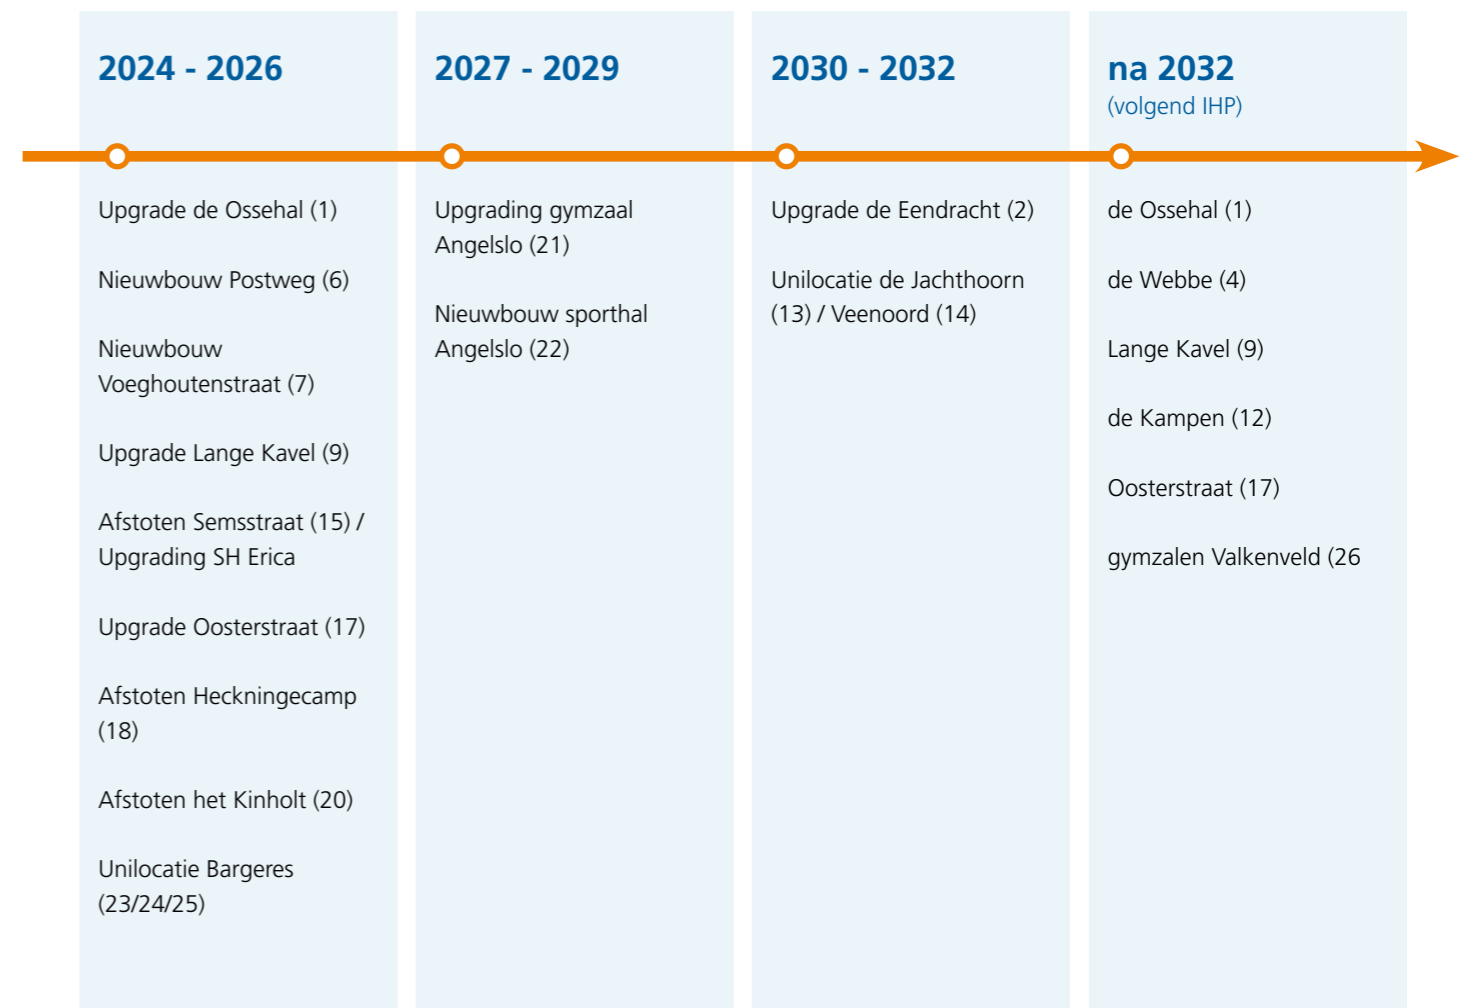 2024 - 2026
Upgrade de Ossehal (1)
Nieuwbouw Postweg (6)
Nieuwbouw
Voeghoutenstraat (7)
Upgrade Lange Kavel (9)
Afstoten Semsstraat (15) /
Upgrading SH Erica
Upgrade Oosterstraat (17)
Afstoten Heckningecamp
(18)
Afstoten het Kinholt (20)
Unilocatie Bargeres
(23/24/25)
2027 - 2029
Upgrading gymzaal
Angelslo (21)
Nieuwbouw sporthal
Angelslo (22)
2030 - 2032
Upgrade de Eendracht (2)
Unilocatie de Jachthoorn
(13) / Veenoord (14)
na 2032
(volgend IHP)
de Ossehal (1)
de Webbe (4)
Lange Kavel (9)
de Kampen (12)
Oosterstraat (17)
gymzalen Valkenveld (26